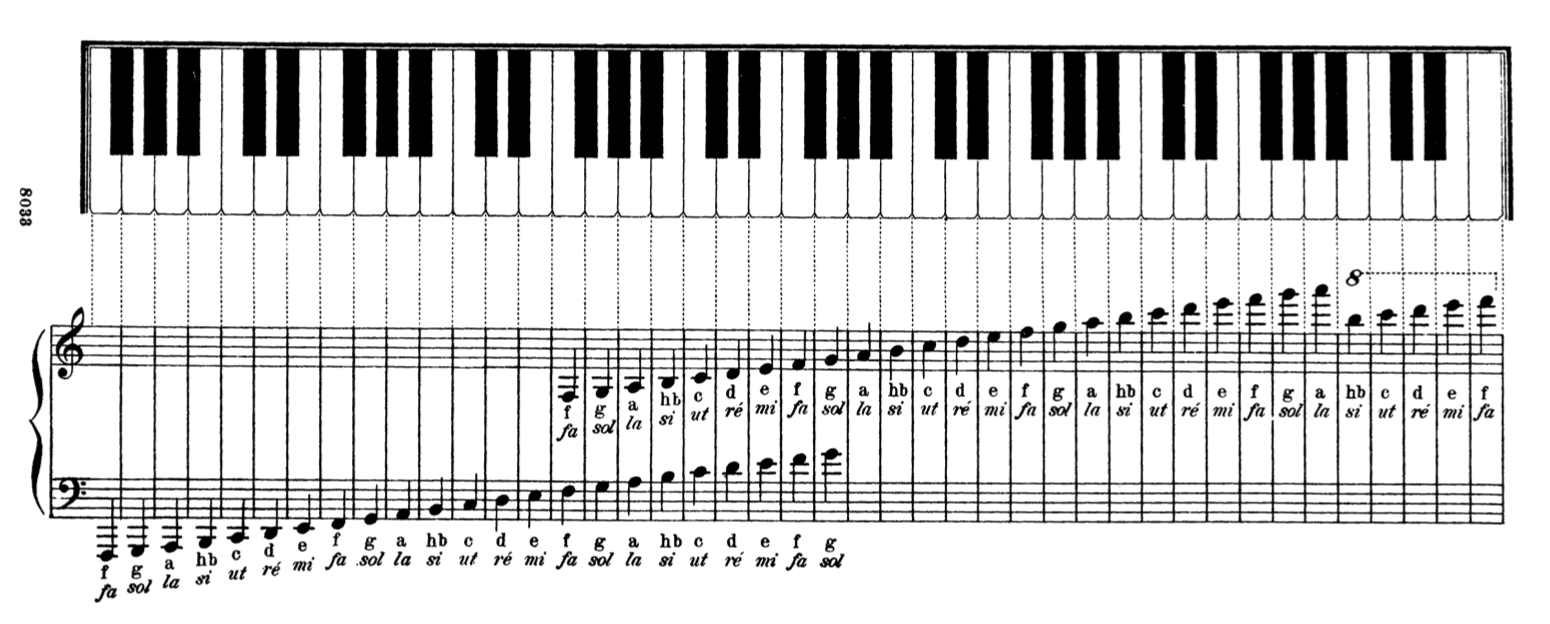 8033
8
f g a hb c d e f g a hb c d e f g a hb c d e f g a hb c d e f
fa sol la si ut ré mi fa sol la si ut ré mi fa sol la si ut ré mi fa sol la si ut ré mi fa
f g a hb c d e f g a hb c d e f g a hb c d e f g
fa sol la si ut ré mi fa sol la si ut ré mi fa sol la si ut ré mi fa sol